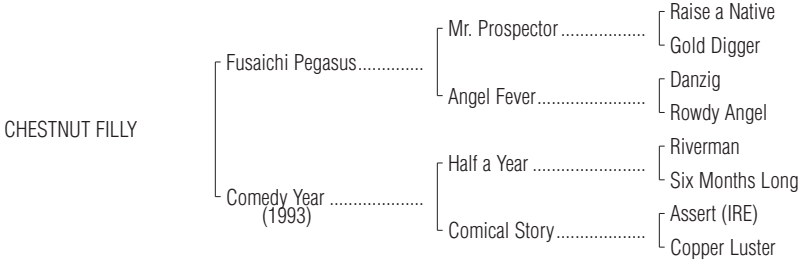 Raise a Native
Mr. Prospector...................
Gold Digger
Fusaichi Pegasus..............
Danzig
Angel Fever........................
Rowdy Angel
CHESTNUT FILLY
Riverman
Half a Year .........................
Six Months Long
Comedy Year ....................
(1993)
Assert (IRE)
Comical Story....................
Copper Luster